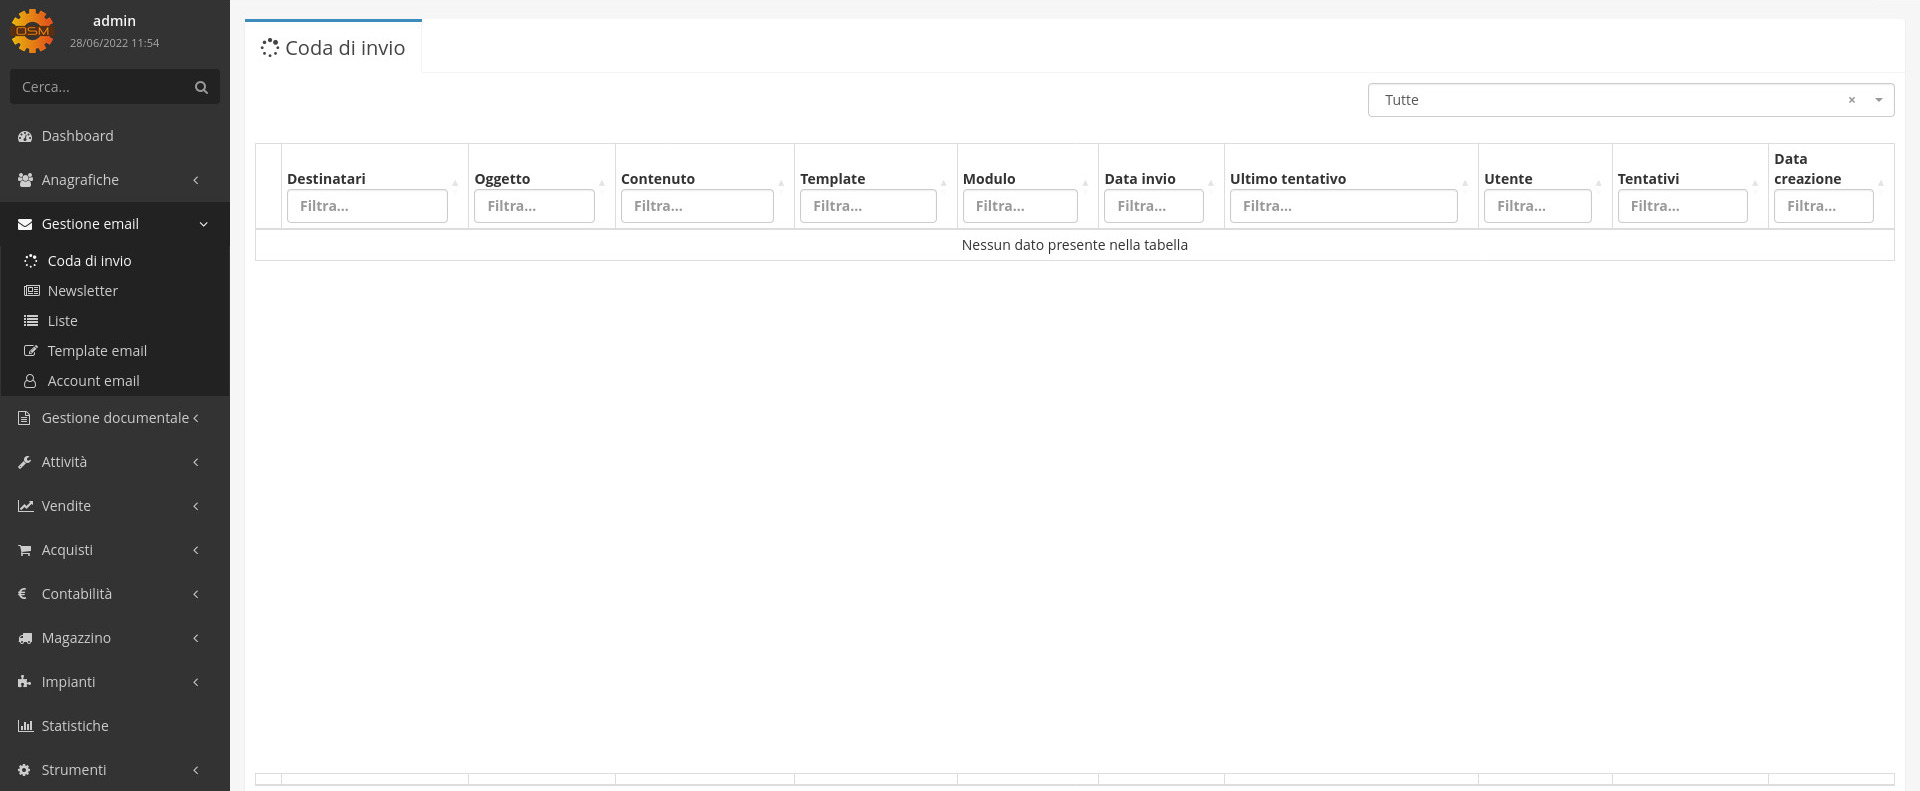 OSM
admin
28/06/2022 11:54
Cerca...
Dashboard
Anagrafiche
Gestione email
Coda di invio
Newsletter
Liste
Template email
Account email
Gestione documentale
Attività
Vendite
Acquisti
€ Contabilità
Magazzino
Impianti
Statistiche
Strumenti
Coda di invio
Tutte ×
Destinatari Oggetto Contenuto Template Modulo Data invio Ultimo tentativo Utente Tentativi Data creazione
Filtra... Filtra... Filtra... Filtra... Filtra... Filtra... Filtra... Filtra... Filtra... Filtra...
Nessun dato presente nella tabella